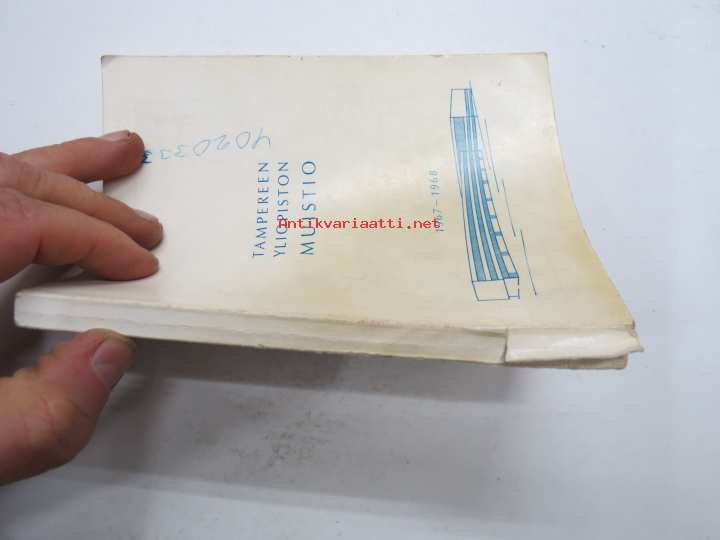 402033
TAMPEREEN
YLIOPISTON
MUISTIO
1967-1968
Antikvariaatti.net